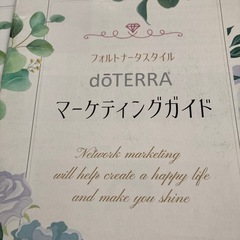 フォルトナータスタイル
dōTERRA®
マーケティングガイド
Network marketing
will help create a happy life
and make you shine